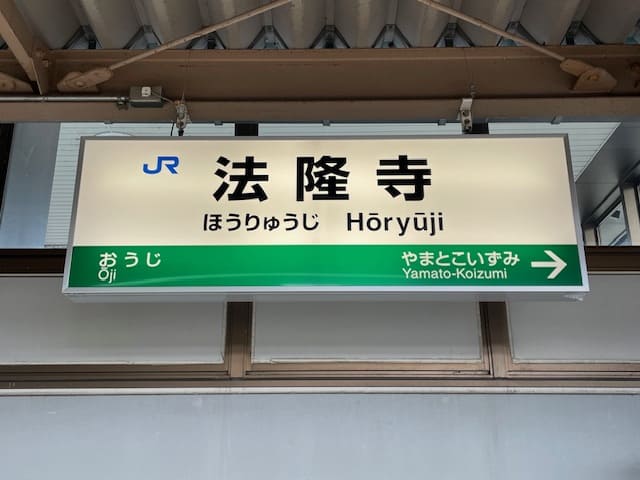 JR 法隆寺
ほうりゅうじ Hōryūji
おうじ やまとこいずみ →
Ōji Yamato-Koizumi